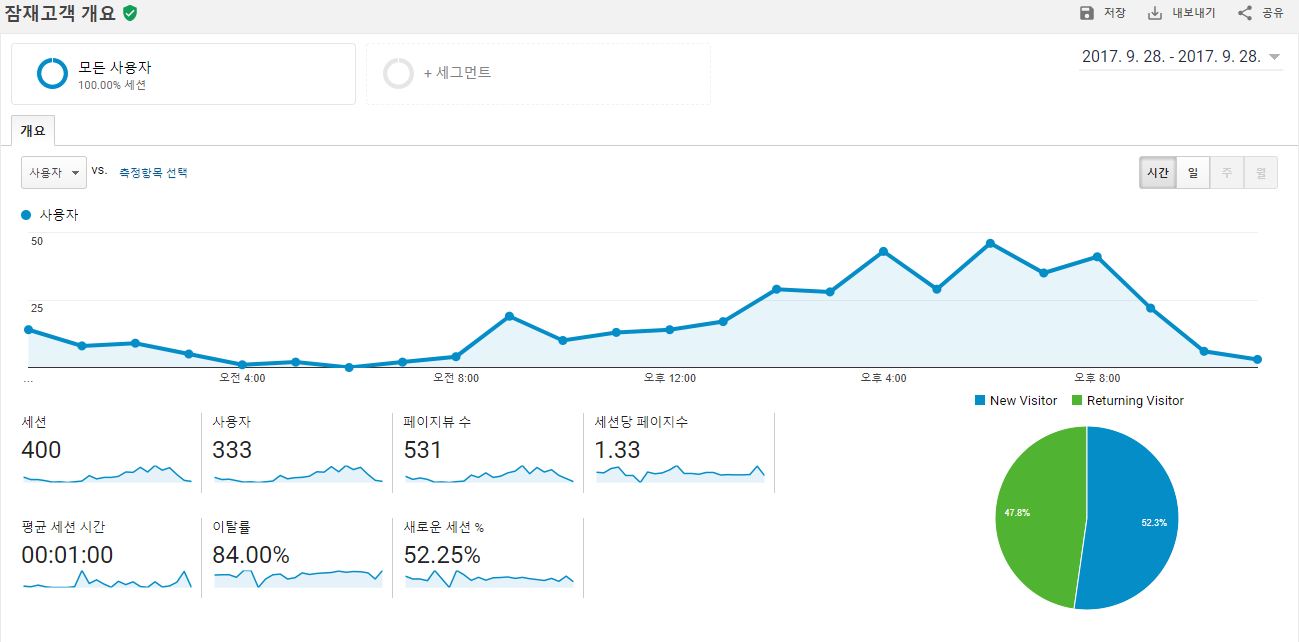 잠재고객 개요
저장 내보내기 공유
모든 사용자
100.00% 세션
+ 세그먼트
2017. 9. 28. - 2017. 9. 28.
개요
사용자 vs. 측정항목 선택
시간 일 주 월
사용자
50
25
... 오전 4:00 오전 8:00 오후 12:00 오후 4:00 오후 8:00
New Visitor Returning Visitor
세션
400
사용자
333
페이지뷰 수
531
세션당 페이지수
1.33
평균 세션 시간
00:01:00
이탈률
84.00%
새로운 세션 %
52.25%
47.8%
52.3%